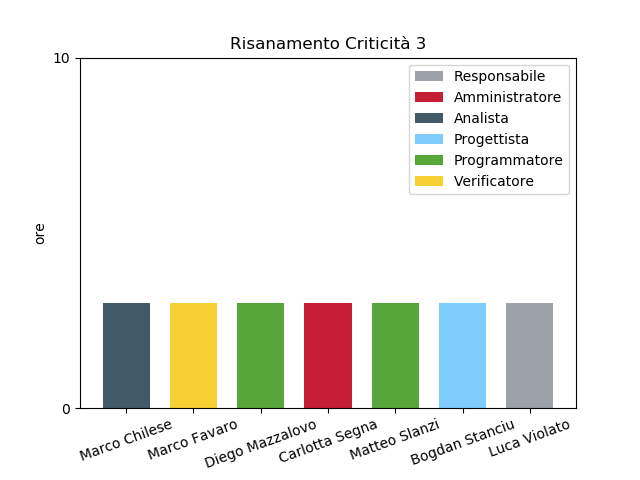 Risanamento Criticità 3
10
Responsabile
Amministratore
Analista
Progettista
Programmatore
Verificatore
ore
0
Marco Chilese
Marco Favaro
Diego Mazzalovo
Carlotta Segna
Matteo Slanzi
Bogdan Stanciu
Luca Violato